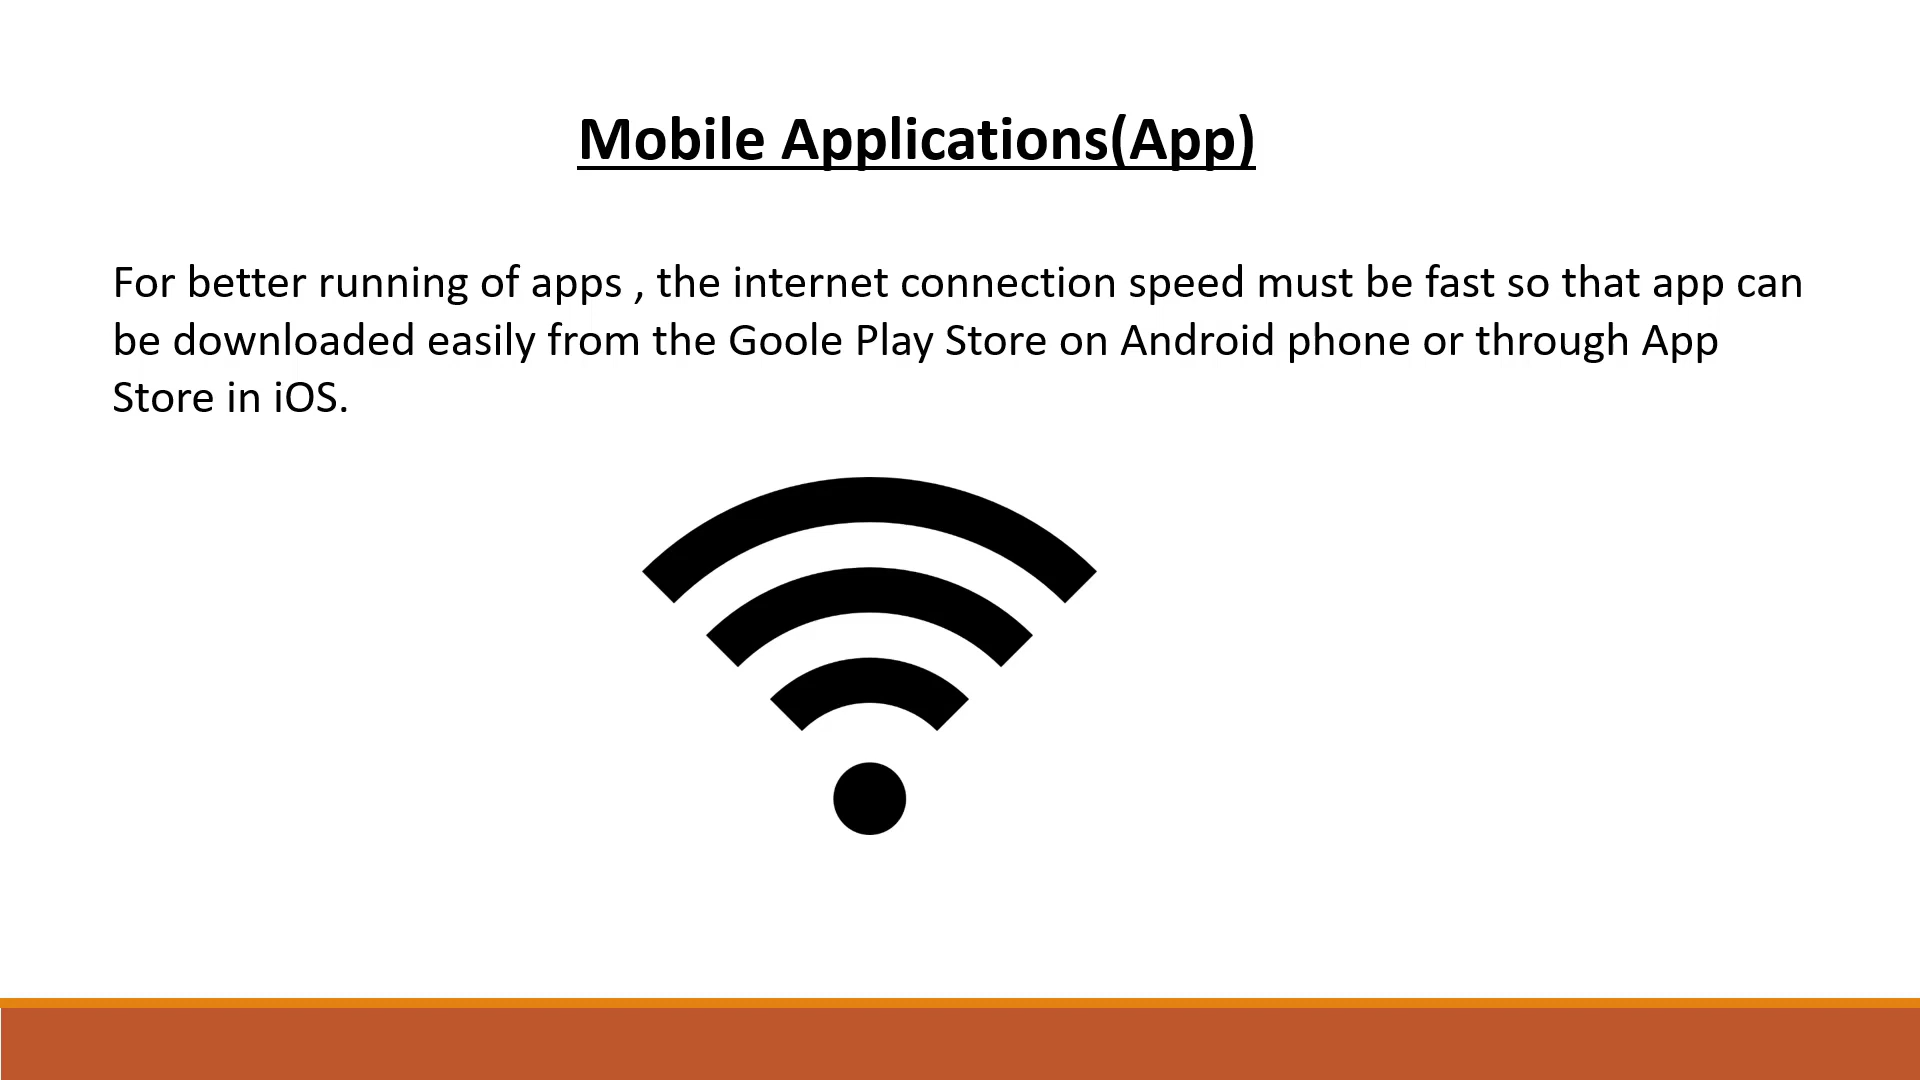 Mobile Applications(App)
For better running of apps , the internet connection speed must be fast so that app can
be downloaded easily from the Goole Play Store on Android phone or through App
Store in iOS.